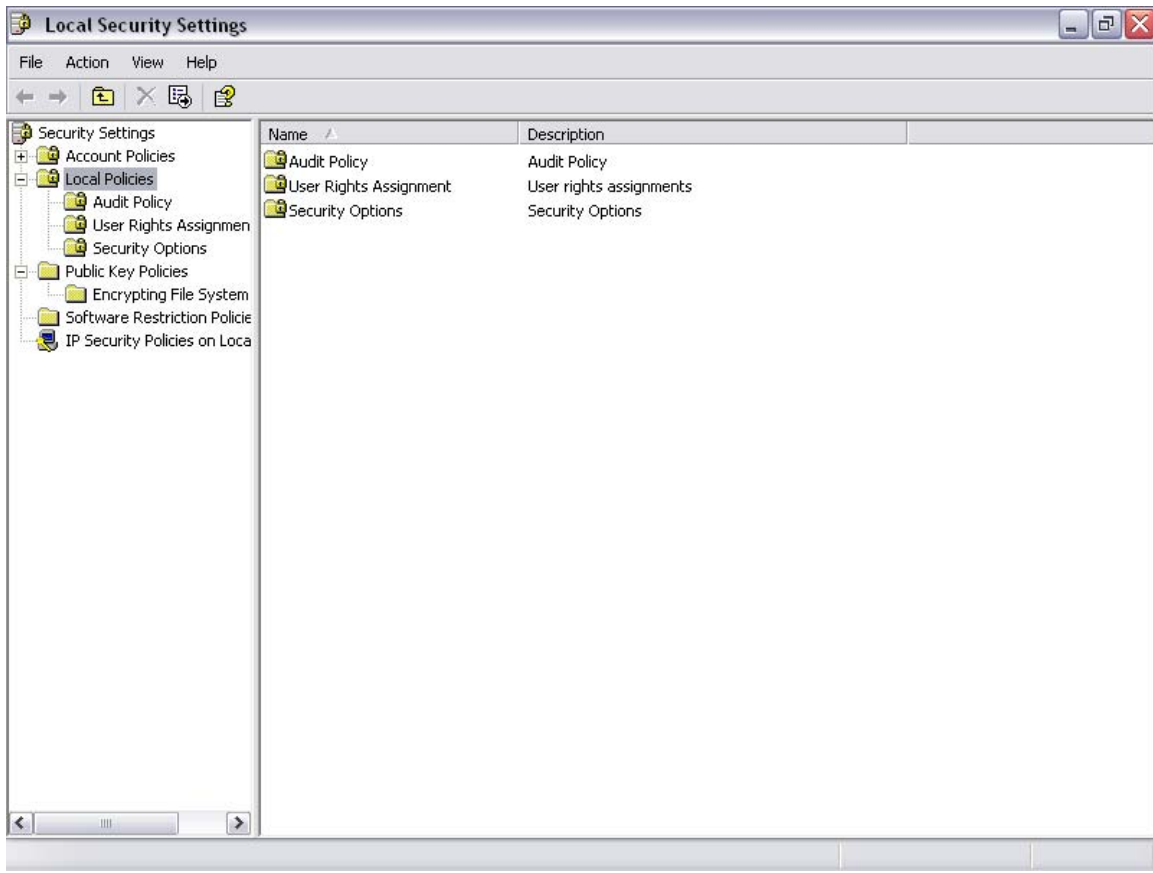 Local Security Settings
File Action View Help
Security Settings
Account Policies
Local Policies
Audit Policy
User Rights Assignmen
Security Options
Public Key Policies
Encrypting File System
Software Restriction Policie
IP Security Policies on Loca
Name Description
Audit Policy Audit Policy
User Rights Assignment User rights assignments
Security Options Security Options